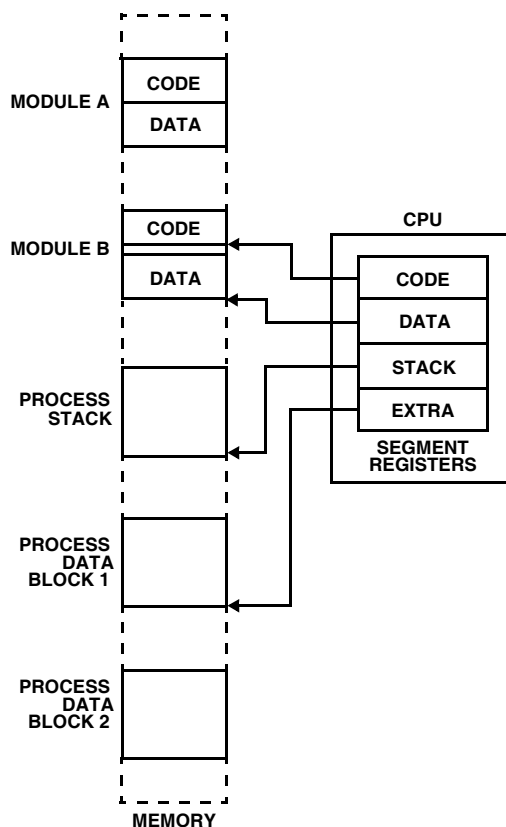 MODULE A
CODE
DATA
MODULE B
CODE
DATA
PROCESS
STACK
PROCESS
DATA
BLOCK 1
PROCESS
DATA
BLOCK 2
MEMORY
CPU
CODE
DATA
STACK
EXTRA
SEGMENT
REGISTERS